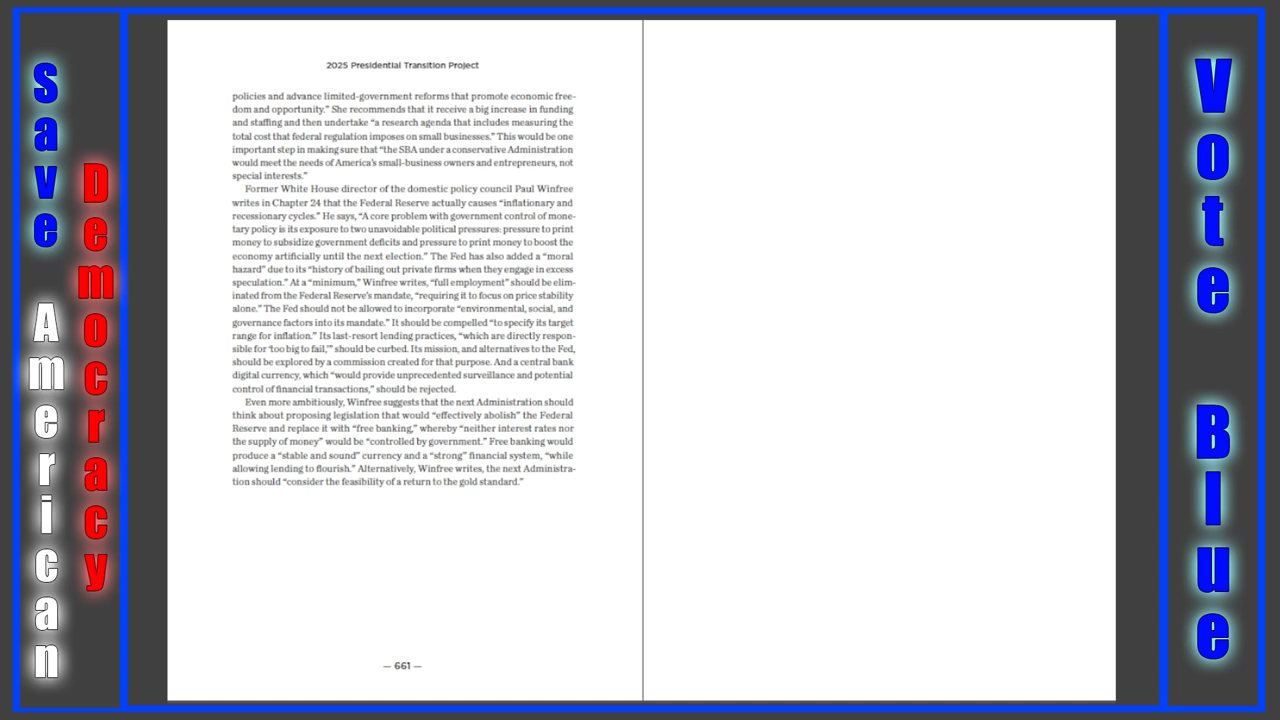 Save
American
Democracy
2025 Presidential Transition Project
policies and advance limited-government reforms that promote economic free-
dom and opportunity.” She recommends that it receive a big increase in funding
and staffing and then undertake “a research agenda that includes measuring the
total cost that federal regulation imposes on small businesses.” This would be one
important step in making sure that “the SBA under a conservative Administration
would meet the needs of America’s small-business owners and entrepreneurs, not
special interests.”
Former White House director of the domestic policy council Paul Winfree
writes in Chapter 24 that the Federal Reserve actually causes “inflationary and
recessionary cycles.” He says, “A core problem with government control of mone-
tary policy is its exposure to two unavoidable political pressures: pressure to print
money to subsidize government deficits and pressure to print money to boost the
economy artificially until the next election.” The Fed has also added a “moral
hazard” due to its “history of bailing out private firms when they engage in excess
speculation.” At a “minimum,” Winfree writes, “full employment” should be elim-
inated from the Federal Reserve’s mandate, “requiring it to focus on price stability
alone.” The Fed should not be allowed to incorporate “environmental, social, and
governance factors into its mandate.” It should be compelled “to specify its target
range for inflation.” Its last-resort lending practices, “which are directly respon-
sible for ‘too big to fail,’” should be curbed. Its mission, and alternatives to the Fed,
should be explored by a commission created for that purpose. And a central bank
digital currency, which “would provide unprecedented surveillance and potential
control of financial transactions,” should be rejected.
Even more ambitiously, Winfree suggests that the next Administration should
think about proposing legislation that would “effectively abolish” the Federal
Reserve and replace it with “free banking,” whereby “neither interest rates nor
the supply of money” would be “controlled by government.” Free banking would
produce a “stable and sound” currency and a “strong” financial system, “while
allowing lending to flourish.” Alternatively, Winfree writes, the next Administra-
tion should “consider the feasibility of a return to the gold standard.”
— 661 —
Vote
Blue